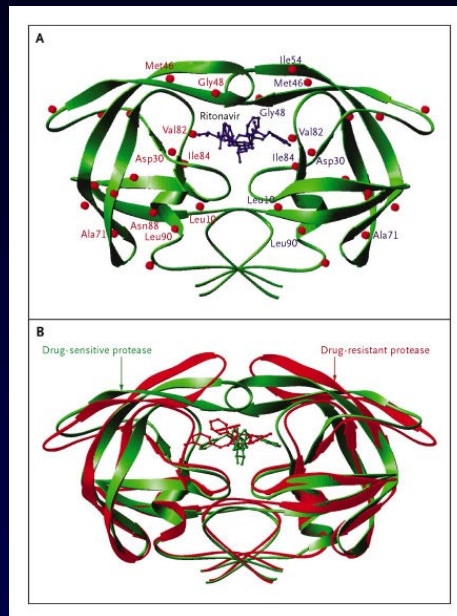 A
Ile54
Met46
Met46
Gly48
Ritonavir
Gly48
Val82
Val82
Asp30
Ile84
Ile84
Asp30
Leu10
Leu10
Asn88
Ala71
Leu90
Leu90
Ala71
B
Drug-sensitive protease
Drug-resistant protease